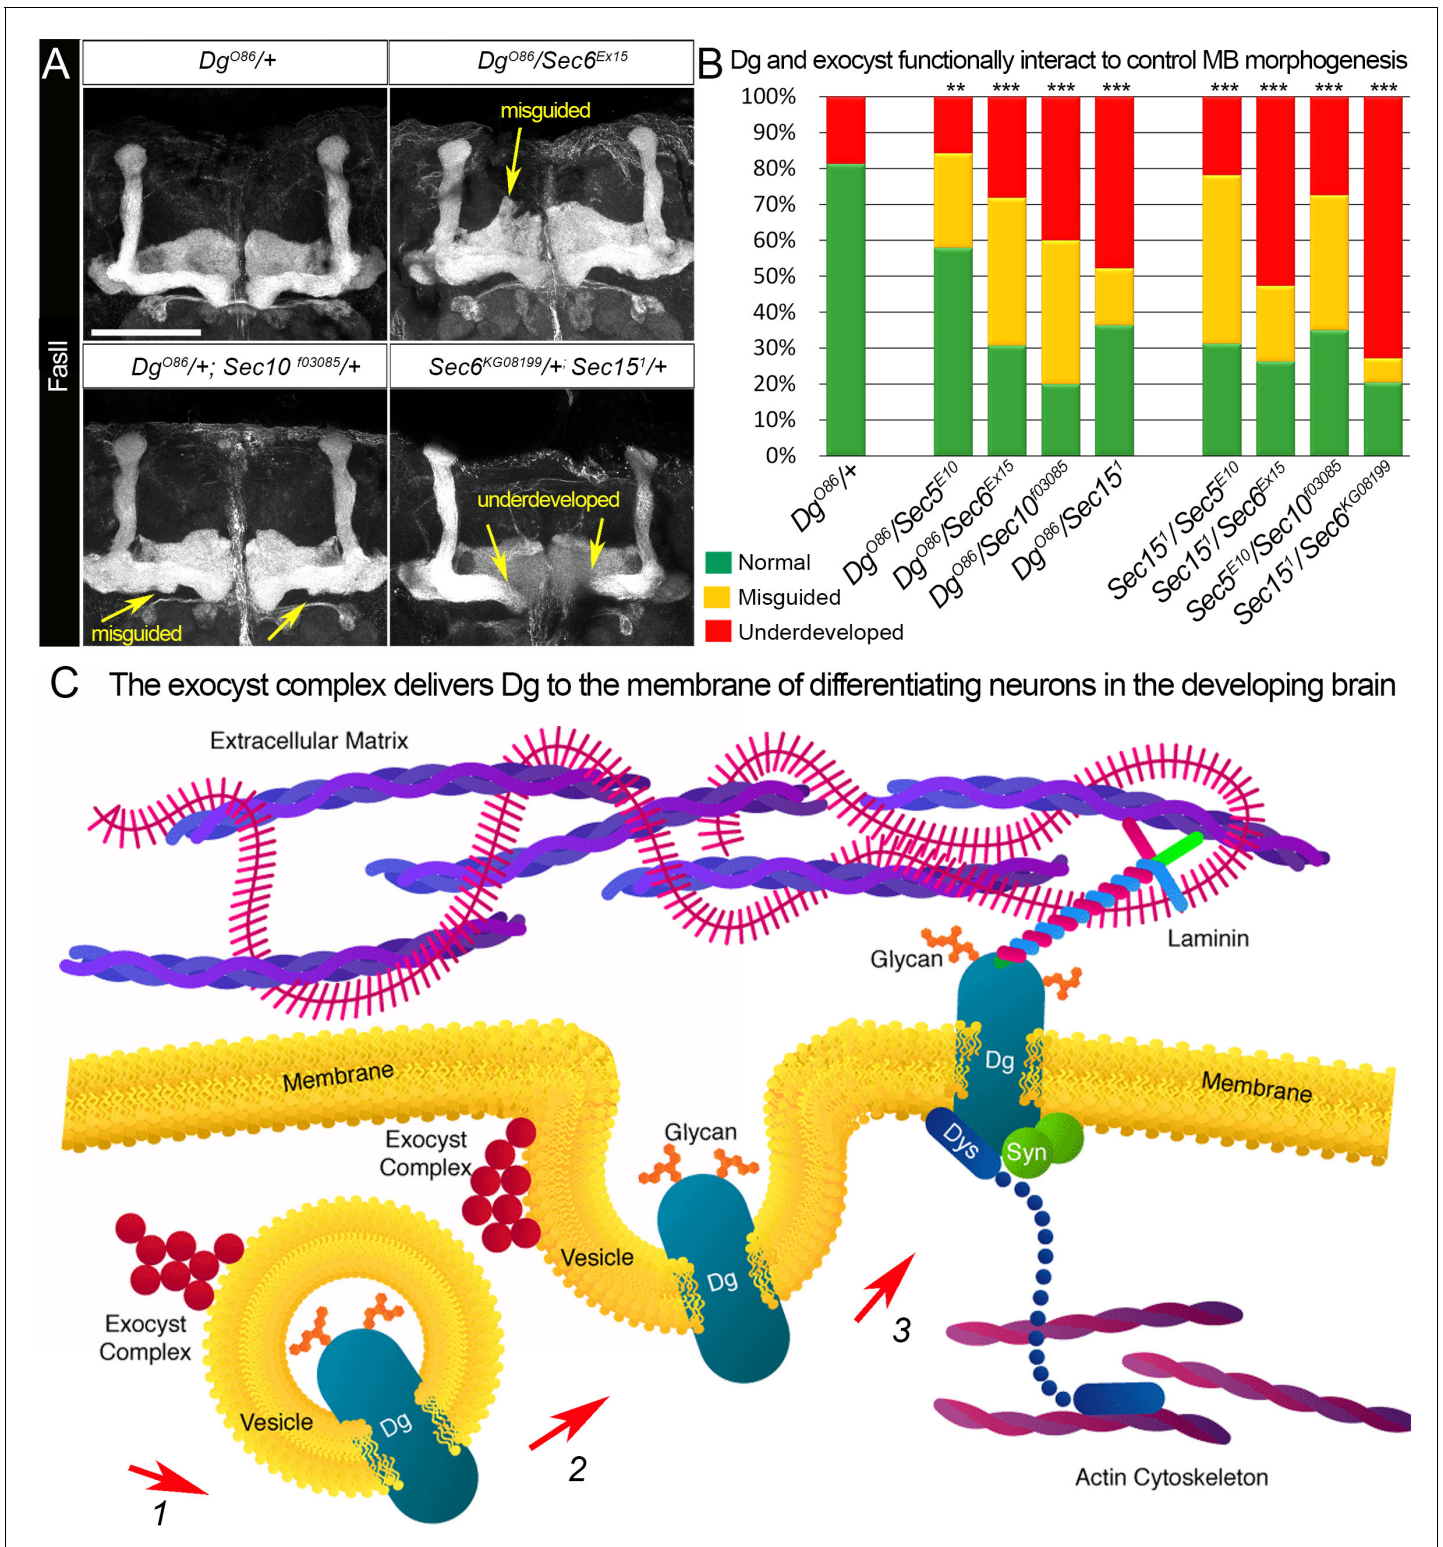 A
Dg^O86/+
Dg^O86/Sec6^Ex15
misguided
FasII
Dg^O86/+; Sec10 ^f03085/+
Sec6^KG08199/+; Sec15^1/+
misguided
underdeveloped
B Dg and exocyst functionally interact to control MB morphogenesis
** *** *** *** *** *** *** ***
100%
90%
80%
70%
60%
50%
40%
30%
20%
10%
0%
Dg^O86/+
Dg^O86/Sec5^E10
Dg^O86/Sec6^Ex15
Dg^O86/Sec10^f03085
Dg^O86/Sec15^1
Sec15^1/Sec5^E10
Sec15^1/Sec6^Ex15
Sec5^E10/Sec10^f03085
Sec15^1/Sec6^KG08199
Normal
Misguided
Underdeveloped
C The exocyst complex delivers Dg to the membrane of differentiating neurons in the developing brain
Extracellular Matrix
Laminin
Glycan
Dg
Membrane
Membrane
Dys
Syn
Exocyst
Complex
Glycan
Vesicle
Dg
Exocyst
Complex
Vesicle
Dg
1
2
3
Actin Cytoskeleton